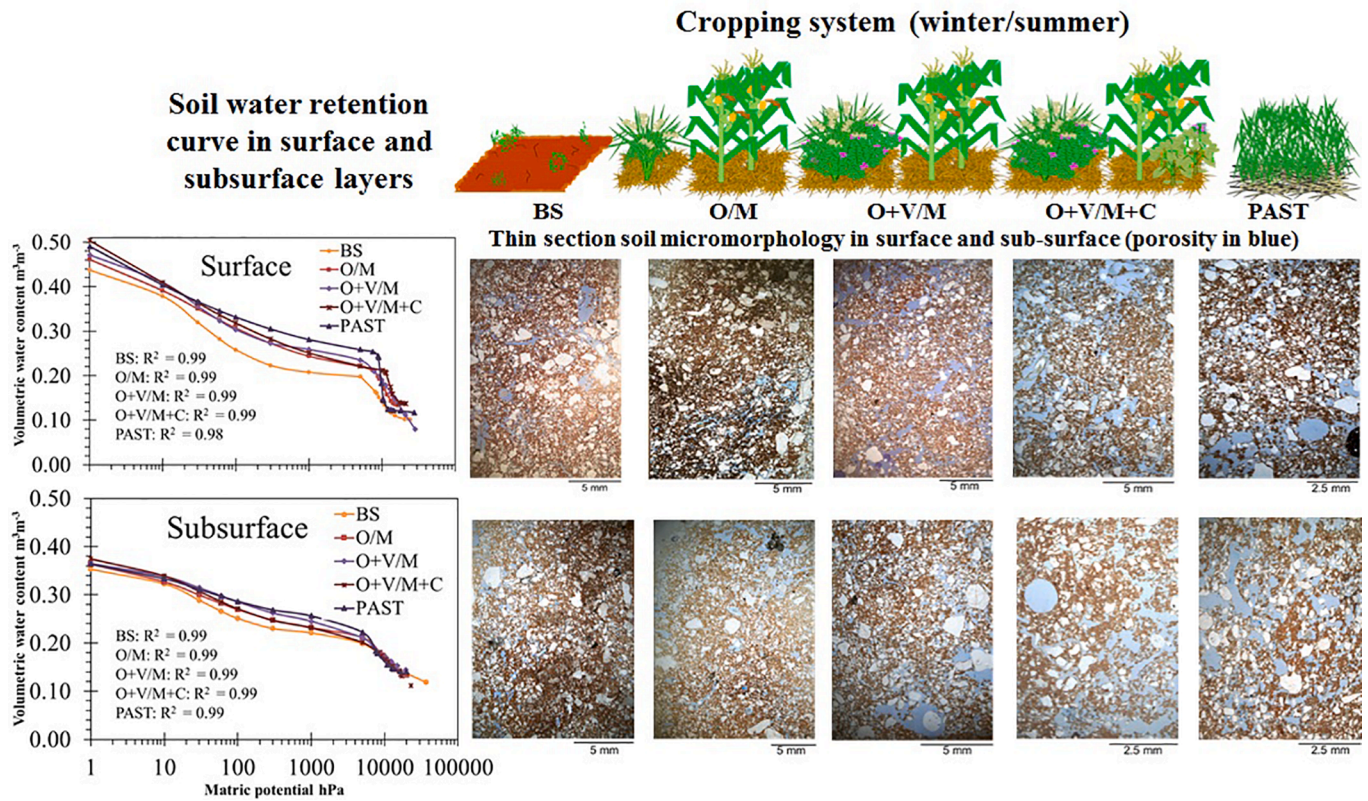 Cropping system (winter/summer)
Soil water retention
curve in surface and
subsurface layers
BS
O/M
O+V/M
O+V/M+C
PAST
Thin section soil micromorphology in surface and sub-surface (porosity in blue)
Volumetric water content m³m⁻³
0.50
0.40
0.30
0.20
0.10
0.00
Surface
BS
O/M
O+V/M
O+V/M+C
PAST
BS: R² = 0.99
O/M: R² = 0.99
O+V/M: R² = 0.99
O+V/M+C: R² = 0.99
PAST: R² = 0.98
5 mm
5 mm
5 mm
5 mm
2.5 mm
Volumetric water content m³m⁻³
0.50
0.40
0.30
0.20
0.10
0.00
Subsurface
BS
O/M
O+V/M
O+V/M+C
PAST
BS: R² = 0.99
O/M: R² = 0.99
O+V/M: R² = 0.99
O+V/M+C: R² = 0.99
PAST: R² = 0.99
1 10 100 1000 10000 100000
Matric potential hPa
5 mm
5 mm
5 mm
2.5 mm
2.5 mm